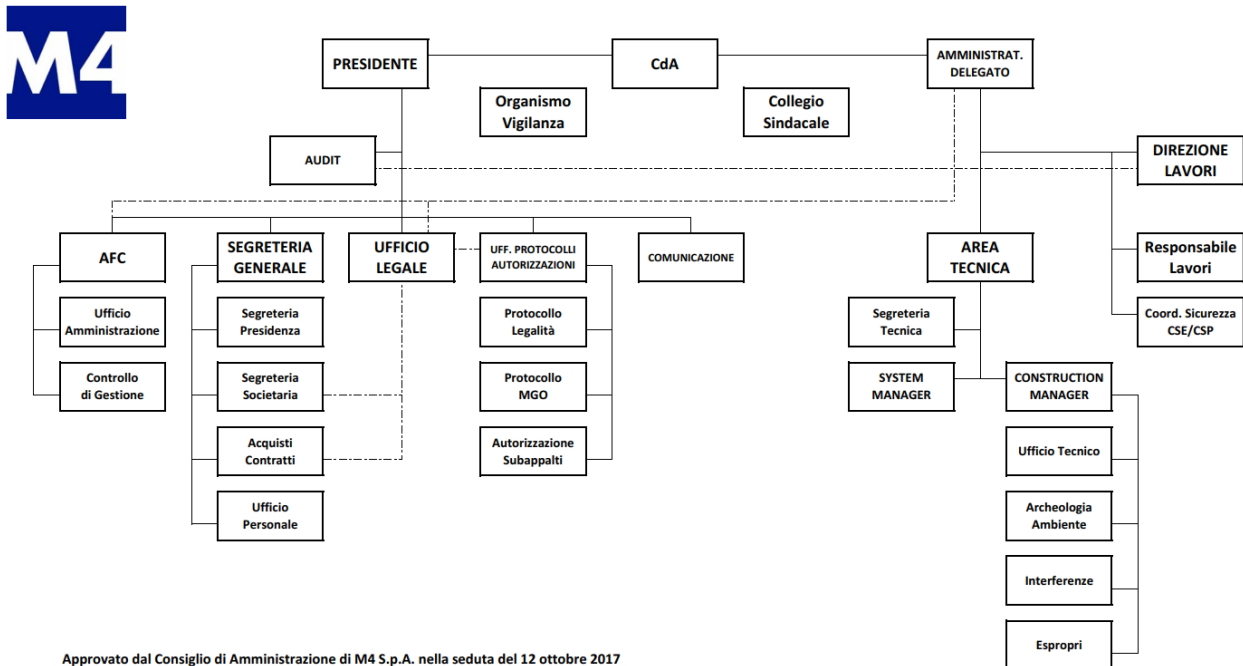 M4
PRESIDENTE
CdA
AMMINISTRAT.
DELEGATO
Organismo
Vigilanza
Collegio
Sindacale
AUDIT
DIREZIONE
LAVORI
AFC
SEGRETERIA
GENERALE
UFFICIO
LEGALE
UFF. PROTOCOLLI
AUTORIZZAZIONI
COMUNICAZIONE
AREA
TECNICA
Responsabile
Lavori
Ufficio
Amministrazione
Segreteria
Presidenza
Protocollo
Legalità
Segreteria
Tecnica
Coord. Sicurezza
CSE/CSP
Controllo
di Gestione
Segreteria
Societaria
Protocollo
MGO
SYSTEM
MANAGER
CONSTRUCTION
MANAGER
Acquisti
Contratti
Autorizzazione
Subappalti
Ufficio Tecnico
Ufficio
Personale
Archeologia
Ambiente
Interferenze
Espropri
Approvato dal Consiglio di Amministrazione di M4 S.p.A. nella seduta del 12 ottobre 2017